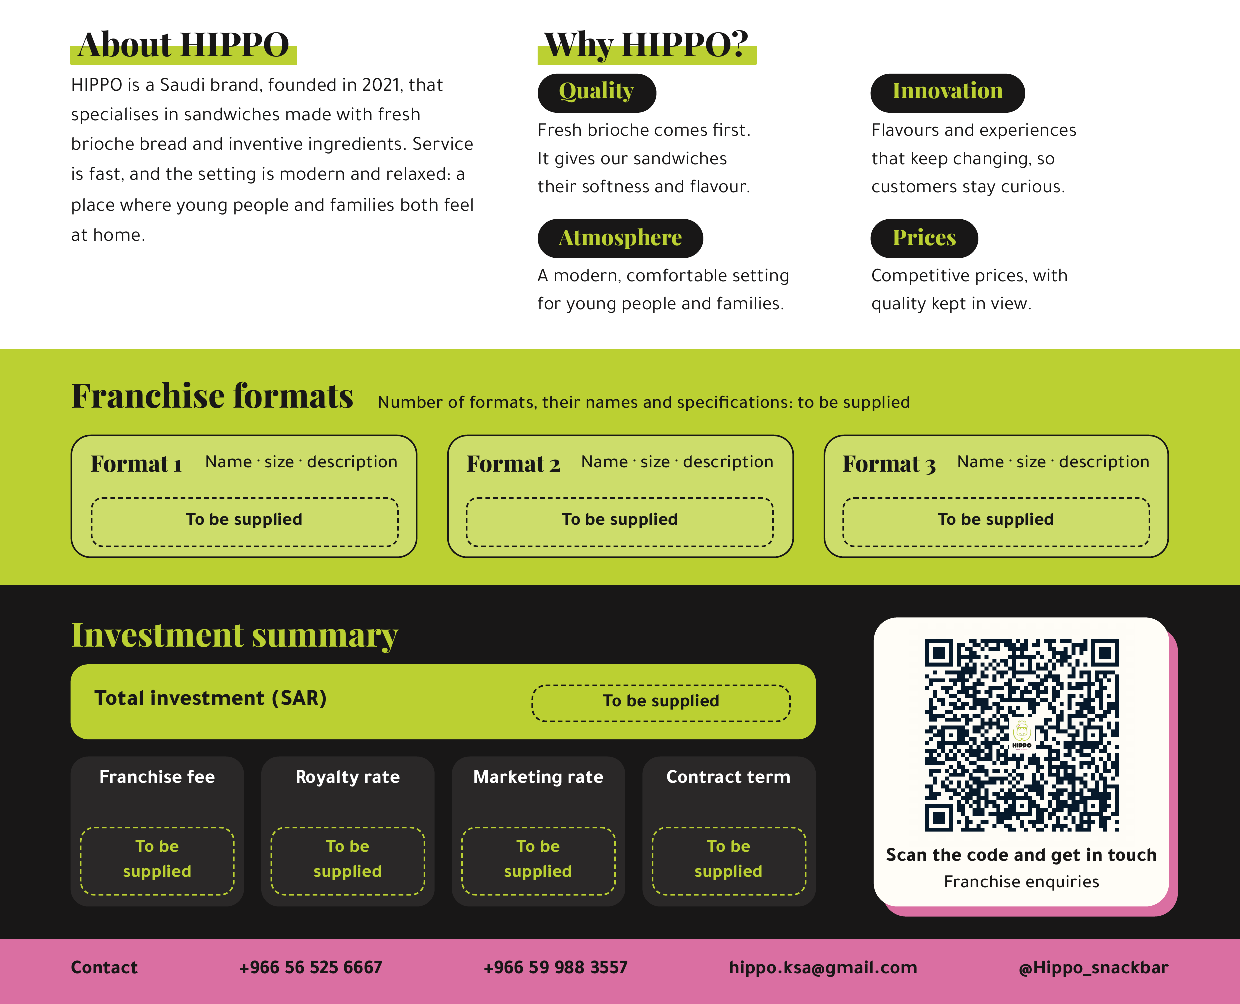 About HIPPO
HIPPO is a Saudi brand, founded in 2021, that
specialises in sandwiches made with fresh
brioche bread and inventive ingredients. Service
is fast, and the setting is modern and relaxed: a
place where young people and families both feel
at home.
Why HIPPO?
Quality
Fresh brioche comes first.
It gives our sandwiches
their softness and flavour.
Innovation
Flavours and experiences
that keep changing, so
customers stay curious.
Atmosphere
A modern, comfortable setting
for young people and families.
Prices
Competitive prices, with
quality kept in view.
Franchise formats
Number of formats, their names and specifications: to be supplied
Format 1 Name · size · description
To be supplied
Format 2 Name · size · description
To be supplied
Format 3 Name · size · description
To be supplied
Investment summary
Total investment (SAR) To be supplied
Franchise fee
To be
supplied
Royalty rate
To be
supplied
Marketing rate
To be
supplied
Contract term
To be
supplied
HIPPO
Scan the code and get in touch
Franchise enquiries
Contact +966 56 525 6667 +966 59 988 3557 hippo.ksa@gmail.com @Hippo_snackbar